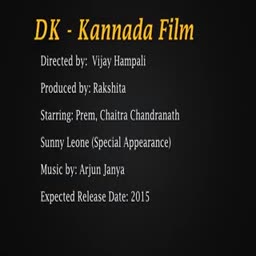 DK - Kannada Film
Directed by: Vijay Hampali
Produced by: Rakshita
Starring: Prem, Chaitra Chandranath
Sunny Leone (Special Appearance)
Music by: Arjun Janya
Expected Release Date: 2015